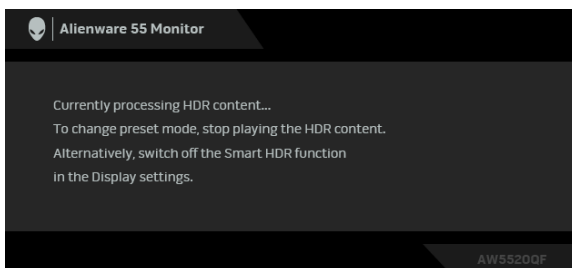 Alienware 55 Monitor
Currently processing HDR content...
To change preset mode, stop playing the HDR content.
Alternatively, switch off the Smart HDR function
in the Display settings.
AW5520QF